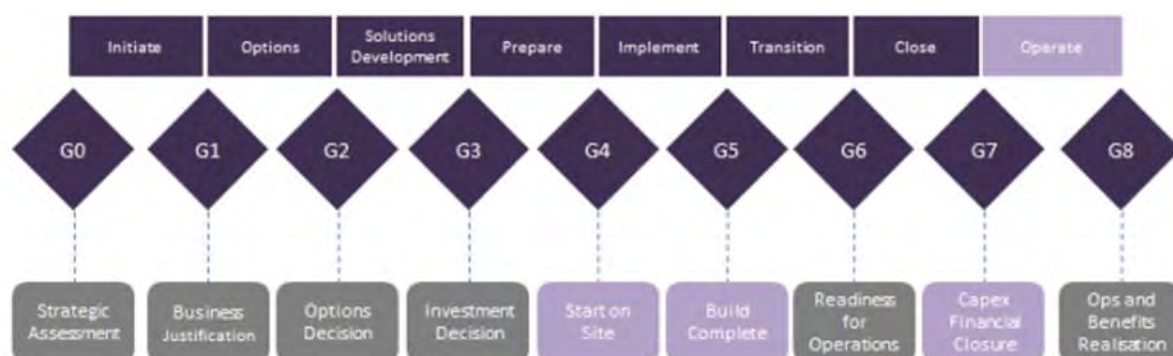 Initiate
Options
Solutions
Development
Prepare
Implement
Transition
Close
Operate
G0
G1
G2
G3
G4
G5
G6
G7
G8
Strategic
Assessment
Business
Justification
Options
Decision
Investment
Decision
Start on
Site
Build
Complete
Readiness
for
Operations
Capex
Financial
Closure
Ops and
Benefits
Realisation